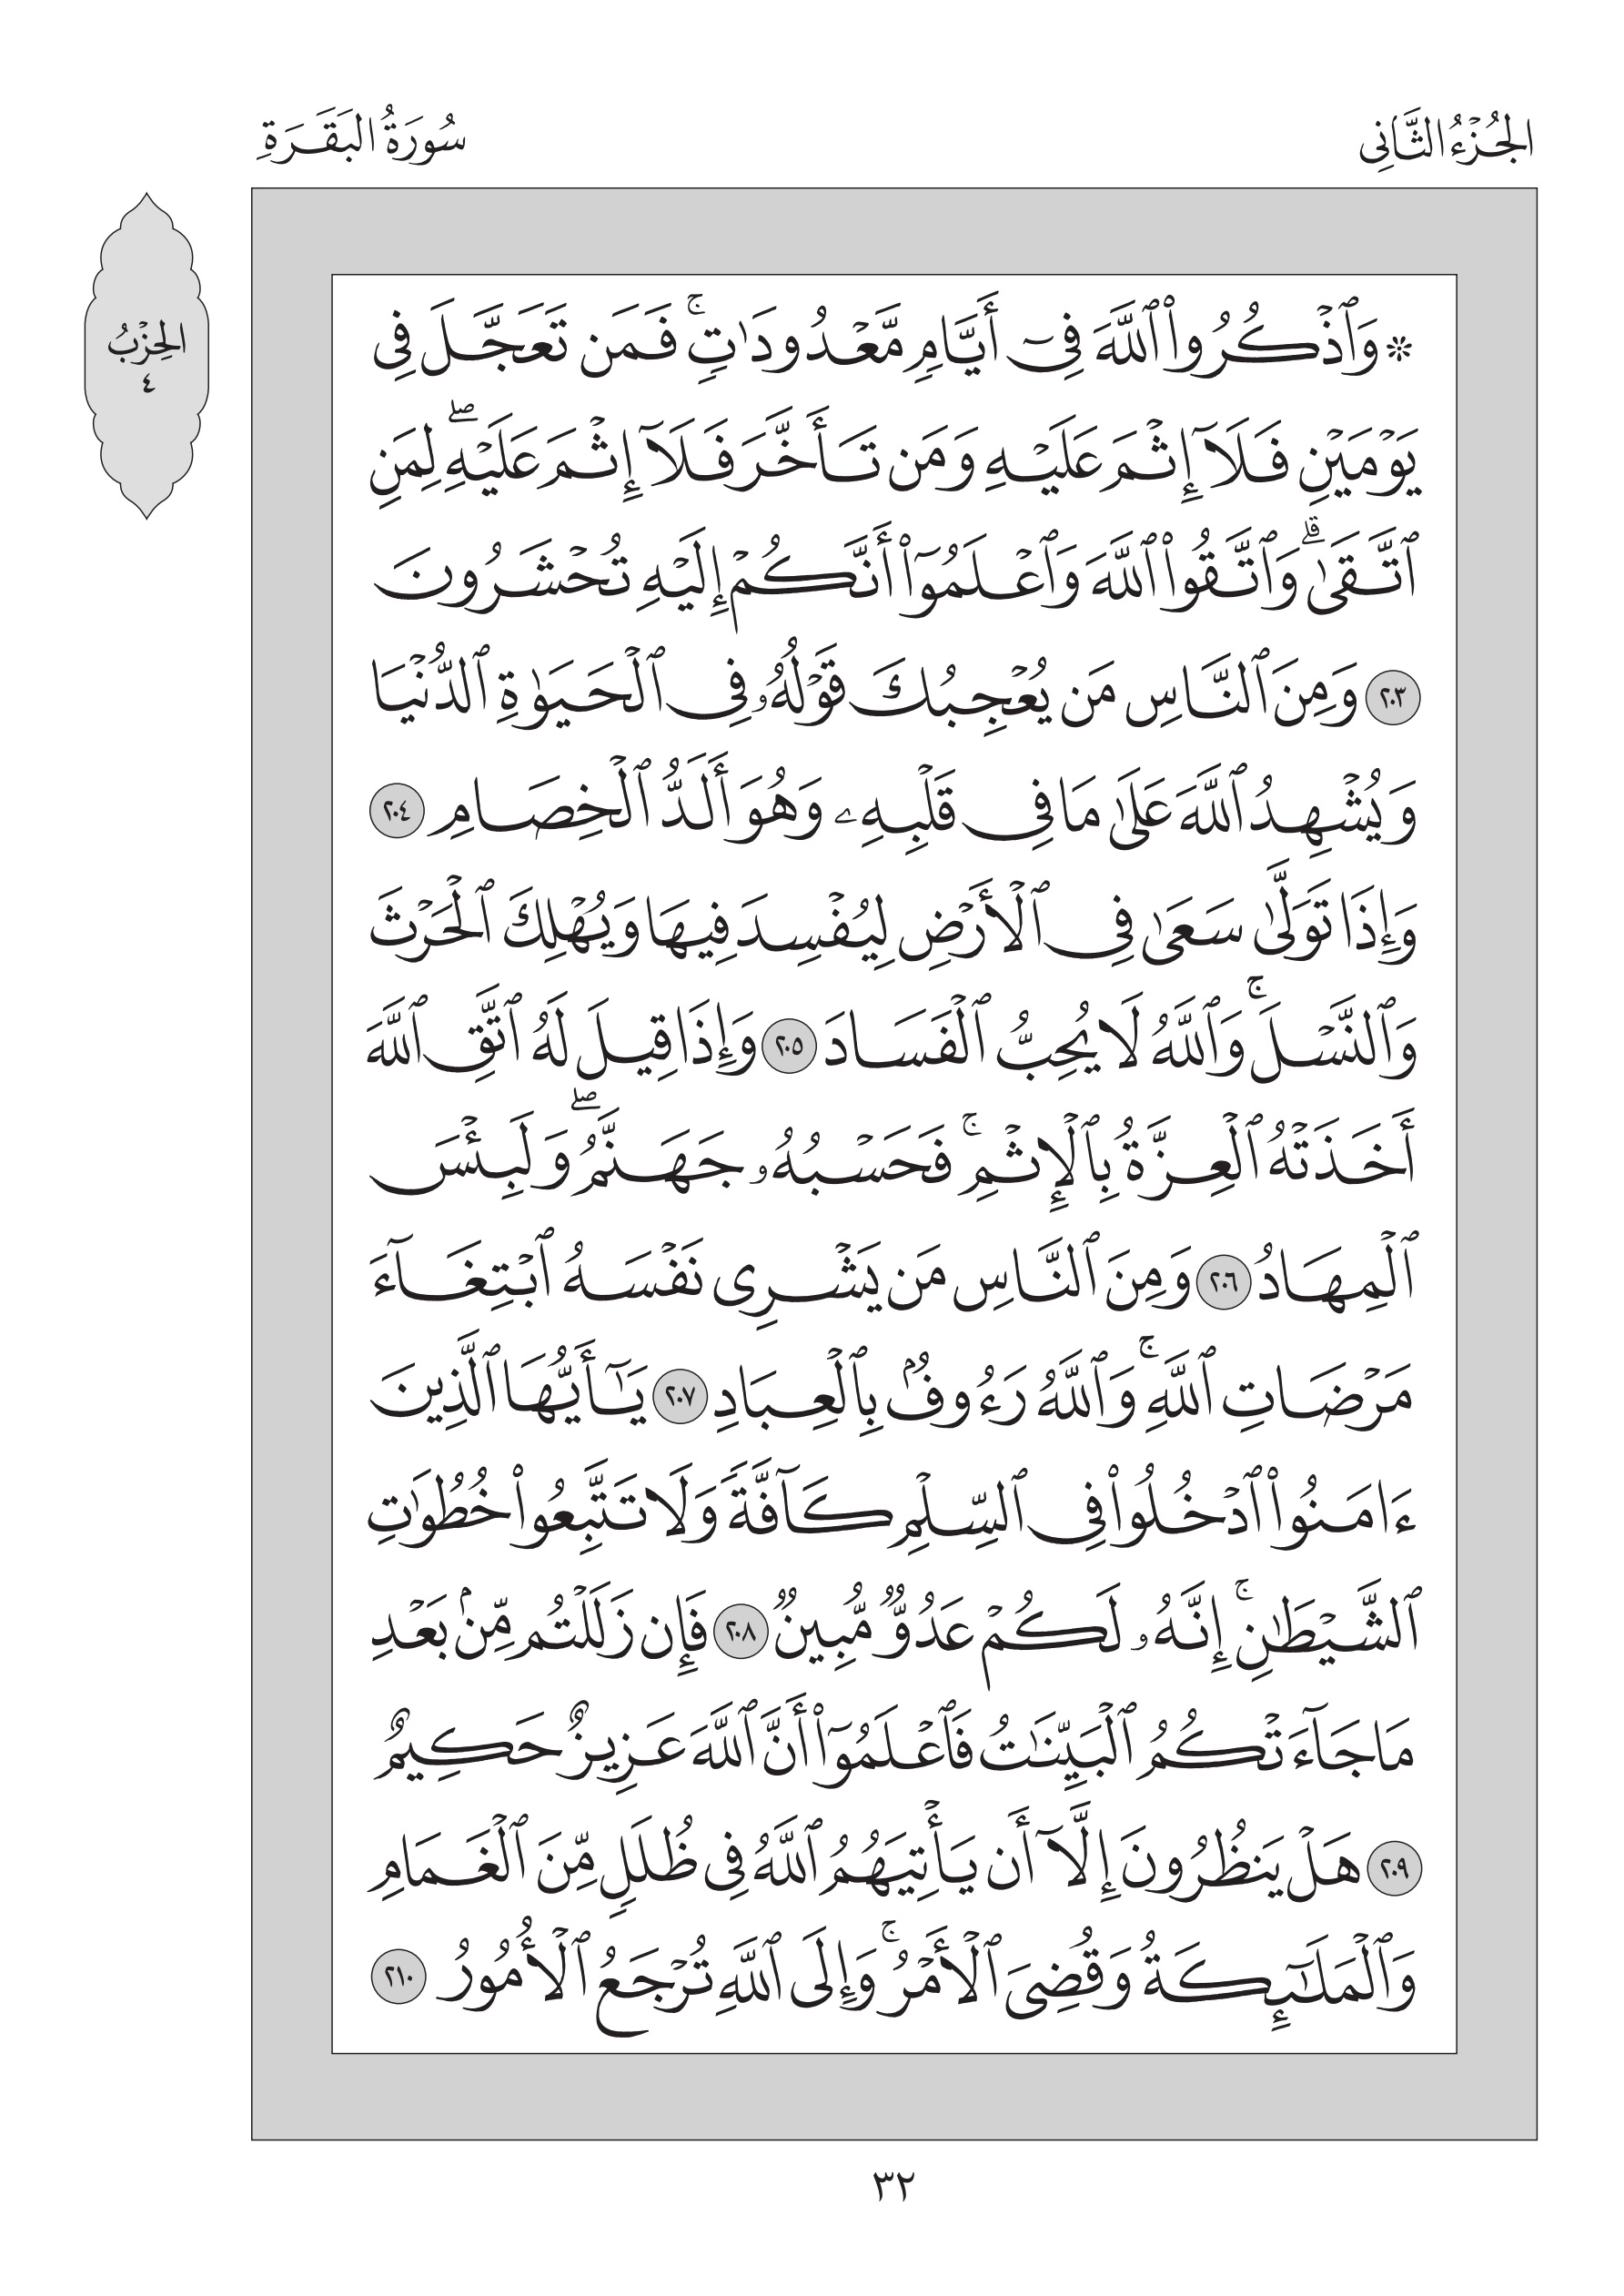 الجُزْءُ الثَّانِي
سُورَةُ البَقَرَةِ
الحِزْبُ
٤
۞ وَٱذْكُرُوا۟ ٱللَّهَ فِىٓ أَيَّامٍ مَّعْدُودَٰتٍ ۚ فَمَن تَعَجَّلَ فِى
يَوْمَيْنِ فَلَآ إِثْمَ عَلَيْهِ وَمَن تَأَخَّرَ فَلَآ إِثْمَ عَلَيْهِ ۖ لِمَنِ
ٱتَّقَىٰ ۗ وَٱتَّقُوا۟ ٱللَّهَ وَٱعْلَمُوٓا۟ أَنَّكُمْ إِلَيْهِ تُحْشَرُونَ
٢٠٣ وَمِنَ ٱلنَّاسِ مَن يُعْجِبُكَ قَوْلُهُۥ فِى ٱلْحَيَوٰةِ ٱلدُّنْيَا
وَيُشْهِدُ ٱللَّهَ عَلَىٰ مَا فِى قَلْبِهِۦ وَهُوَ أَلَدُّ ٱلْخِصَامِ ٢٠٤
وَإِذَا تَوَلَّىٰ سَعَىٰ فِى ٱلْأَرْضِ لِيُفْسِدَ فِيهَا وَيُهْلِكَ ٱلْحَرْثَ
وَٱلنَّسْلَ ۚ وَٱللَّهُ لَا يُحِبُّ ٱلْفَسَادَ ٢٠٥ وَإِذَا قِيلَ لَهُ ٱتَّقِ ٱللَّهَ
أَخَذَتْهُ ٱلْعِزَّةُ بِٱلْإِثْمِ ۚ فَحَسْبُهُۥ جَهَنَّمُ ۖ وَلَبِئْسَ
ٱلْمِهَادُ ٢٠٦ وَمِنَ ٱلنَّاسِ مَن يَشْرِى نَفْسَهُ ٱبْتِغَآءَ
مَرْضَاتِ ٱللَّهِ ۚ وَٱللَّهُ رَءُوفٌۢ بِٱلْعِبَادِ ٢٠٧ يَٰٓأَيُّهَا ٱلَّذِينَ
ءَامَنُوا۟ ٱدْخُلُوا۟ فِى ٱلسِّلْمِ كَآفَّةً وَلَا تَتَّبِعُوا۟ خُطُوَٰتِ
ٱلشَّيْطَٰنِ ۚ إِنَّهُۥ لَكُمْ عَدُوٌّ مُّبِينٌ ٢٠٨ فَإِن زَلَلْتُم مِّنۢ بَعْدِ
مَا جَآءَتْكُمُ ٱلْبَيِّنَٰتُ فَٱعْلَمُوٓا۟ أَنَّ ٱللَّهَ عَزِيزٌ حَكِيمٌ
٢٠٩ هَلْ يَنظُرُونَ إِلَّآ أَن يَأْتِيَهُمُ ٱللَّهُ فِى ظُلَلٍ مِّنَ ٱلْغَمَامِ
وَٱلْمَلَٰٓئِكَةُ وَقُضِىَ ٱلْأَمْرُ ۚ وَإِلَى ٱللَّهِ تُرْجَعُ ٱلْأُمُورُ ٢١٠
٣٢